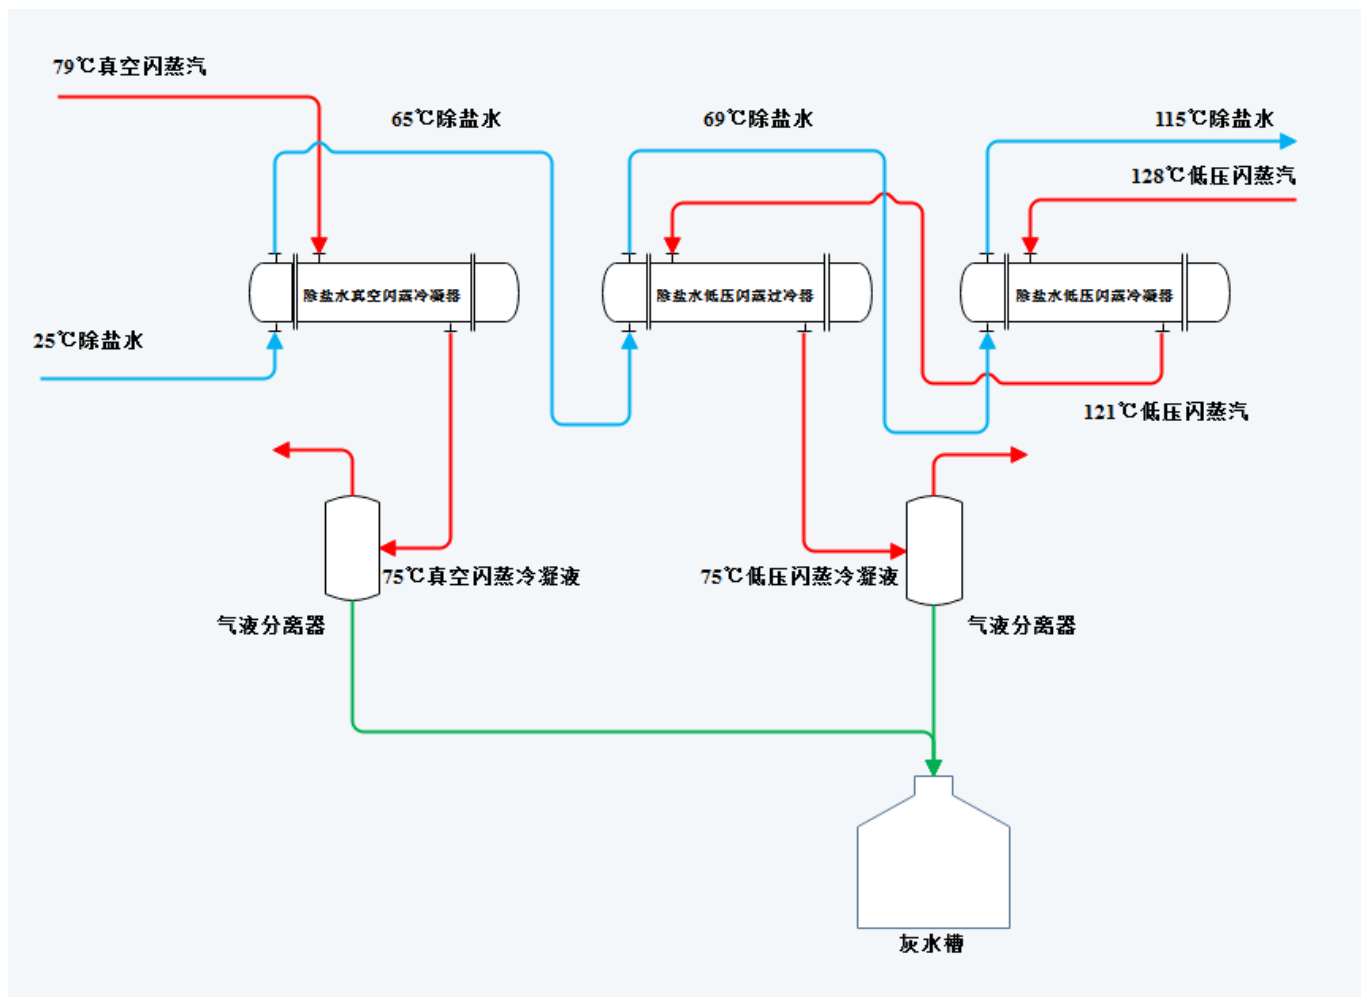 79℃真空闪蒸汽
65℃除盐水
69℃除盐水
115℃除盐水
128℃低压闪蒸汽
除盐水真空闪蒸冷凝器
除盐水低压闪蒸过冷器
除盐水低压闪蒸冷凝器
25℃除盐水
121℃低压闪蒸汽
75℃真空闪蒸冷凝液
75℃低压闪蒸冷凝液
气液分离器
气液分离器
灰水槽